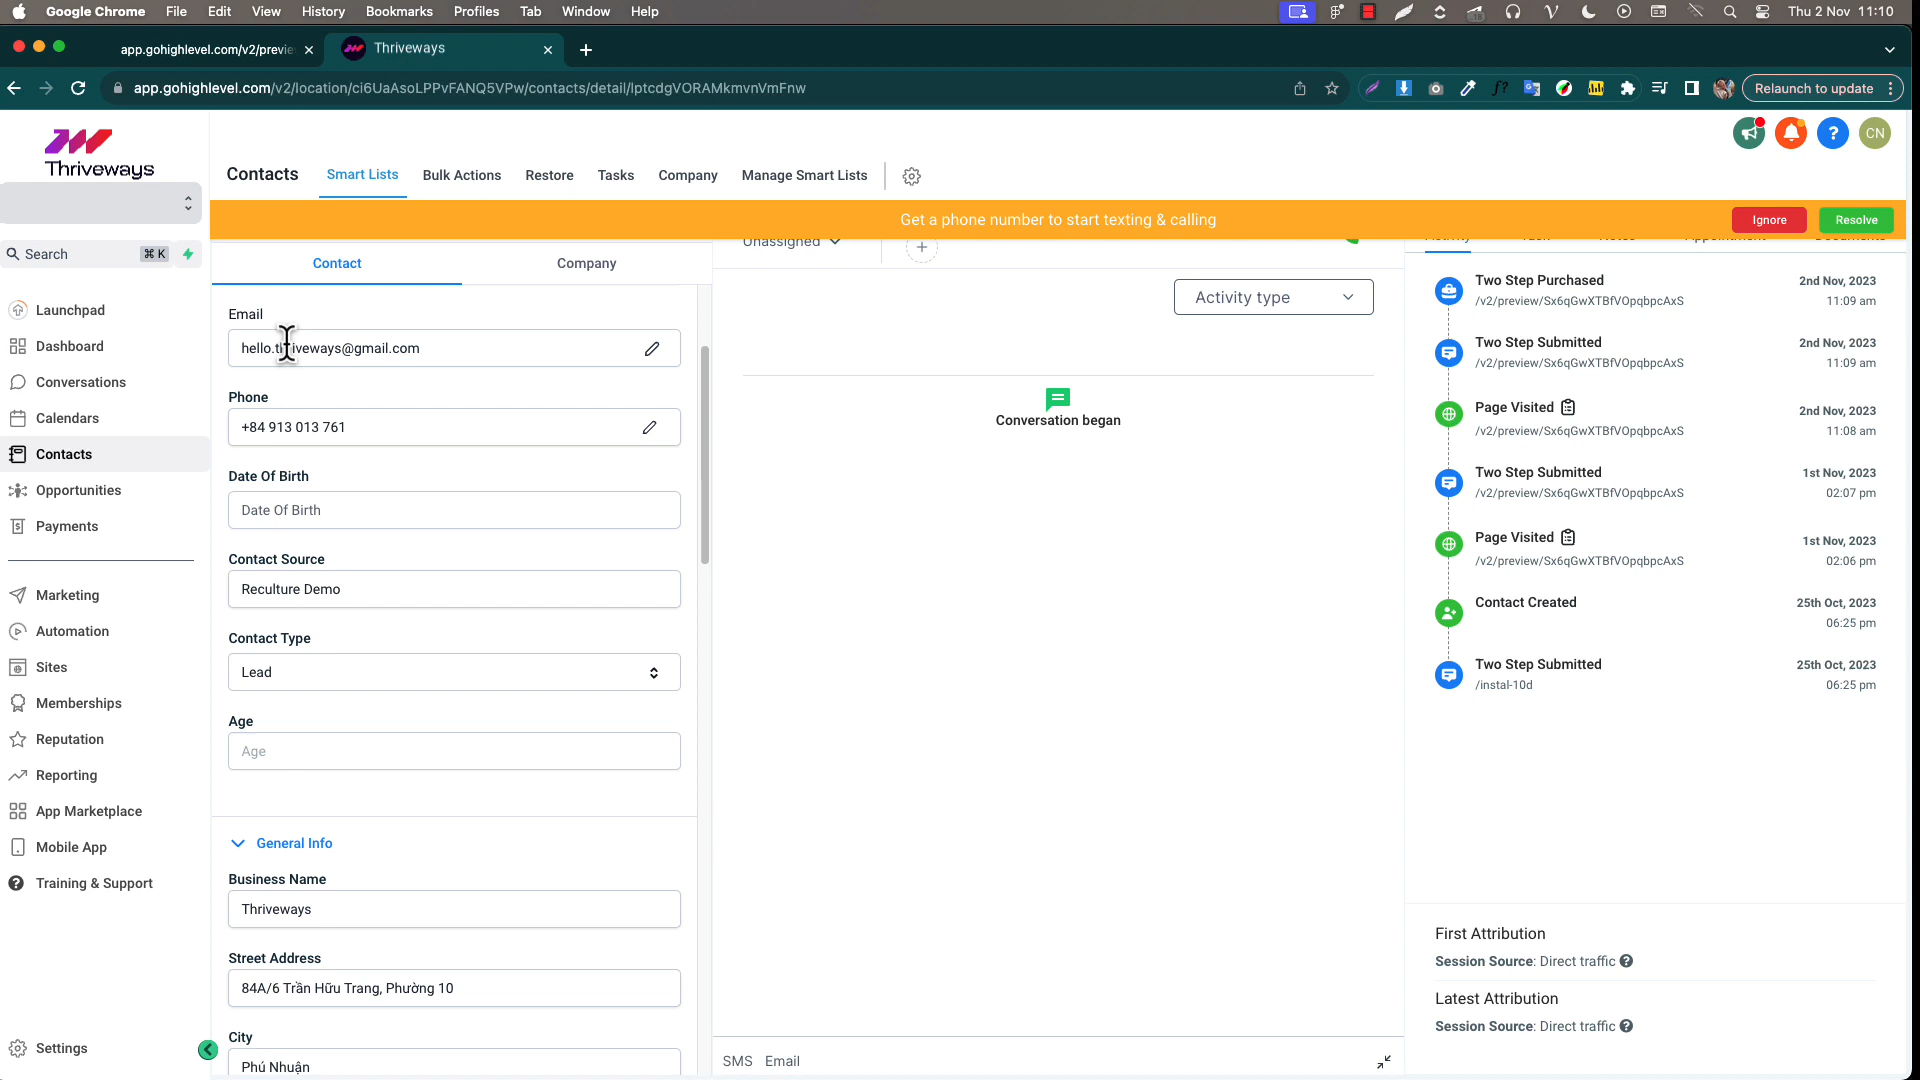 Google Chrome File Edit View History Bookmarks Profiles Tab Window Help Thu 2 Nov 11:10
app.gohighlevel.com/v2/previe Thriveways
app.gohighlevel.com/v2/location/ci6UaAsoLPPvFANQ5VPw/contacts/detail/lptcdgVORAMkmvnVmFnw Relaunch to update
Thriveways
Search ⌘ K
Launchpad
Dashboard
Conversations
Calendars
Contacts
Opportunities
Payments
Marketing
Automation
Sites
Memberships
Reputation
Reporting
App Marketplace
Mobile App
Training & Support
Settings
CN
Contacts Smart Lists Bulk Actions Restore Tasks Company Manage Smart Lists
Get a phone number to start texting & calling Ignore Resolve
Contact Company
Email
hello.thriveways@gmail.com
Phone
+84 913 013 761
Date Of Birth
Date Of Birth
Contact Source
Reculture Demo
Contact Type
Lead
Age
Age
General Info
Business Name
Thriveways
Street Address
84A/6 Trần Hữu Trang, Phường 10
City
Phú Nhuận
Unassigned
Activity type
Conversation began
SMS Email
Two Step Purchased 2nd Nov, 2023
/v2/preview/Sx6qGwXTBfVOpqbpcAxS 11:09 am
Two Step Submitted 2nd Nov, 2023
/v2/preview/Sx6qGwXTBfVOpqbpcAxS 11:09 am
Page Visited 2nd Nov, 2023
/v2/preview/Sx6qGwXTBfVOpqbpcAxS 11:08 am
Two Step Submitted 1st Nov, 2023
/v2/preview/Sx6qGwXTBfVOpqbpcAxS 02:07 pm
Page Visited 1st Nov, 2023
/v2/preview/Sx6qGwXTBfVOpqbpcAxS 02:06 pm
Contact Created 25th Oct, 2023
06:25 pm
Two Step Submitted 25th Oct, 2023
/instal-10d 06:25 pm
First Attribution
Session Source: Direct traffic
Latest Attribution
Session Source: Direct traffic